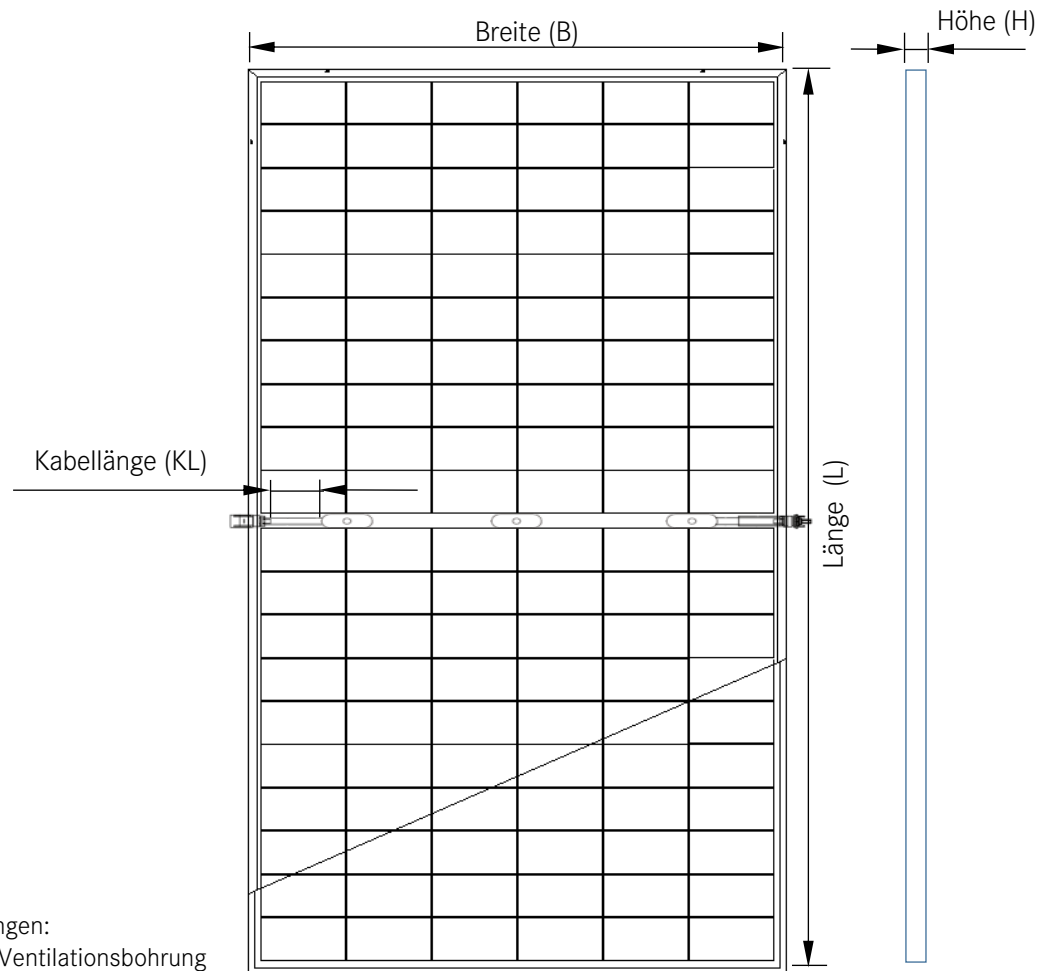 Breite (B)
Höhe (H)
Kabellänge (KL)
Länge (L)
ngen:
Ventilationsbohrung